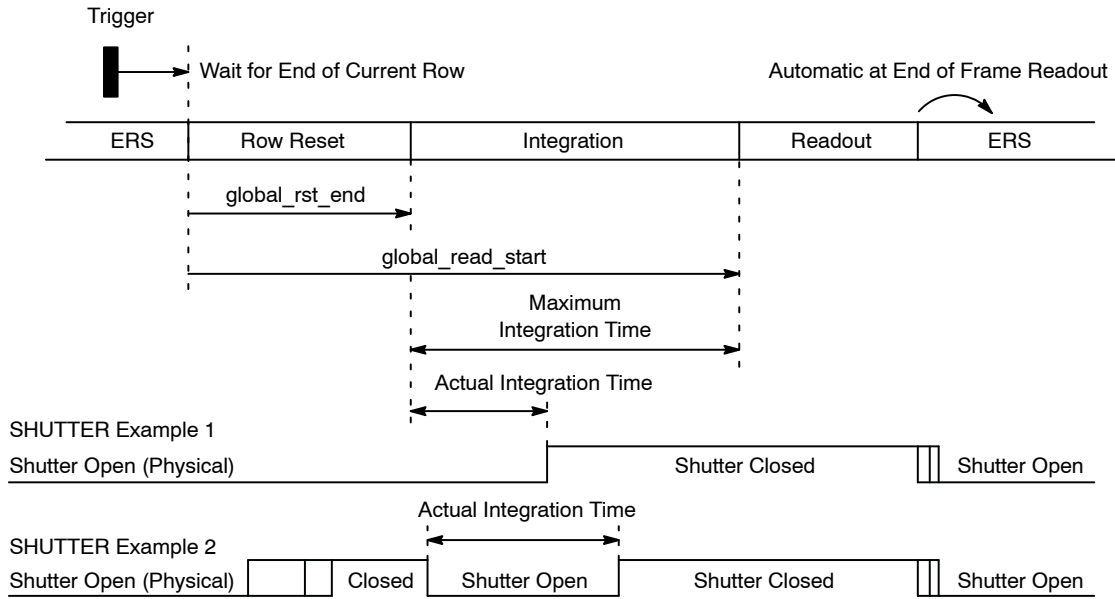 Trigger
Wait for End of Current Row
Automatic at End of Frame Readout
ERS Row Reset Integration Readout ERS
global_rst_end
global_read_start
Maximum
Integration Time
Actual Integration Time
SHUTTER Example 1
Shutter Open (Physical) Shutter Closed Shutter Open
Actual Integration Time
SHUTTER Example 2
Shutter Open (Physical) Closed Shutter Open Shutter Closed Shutter Open